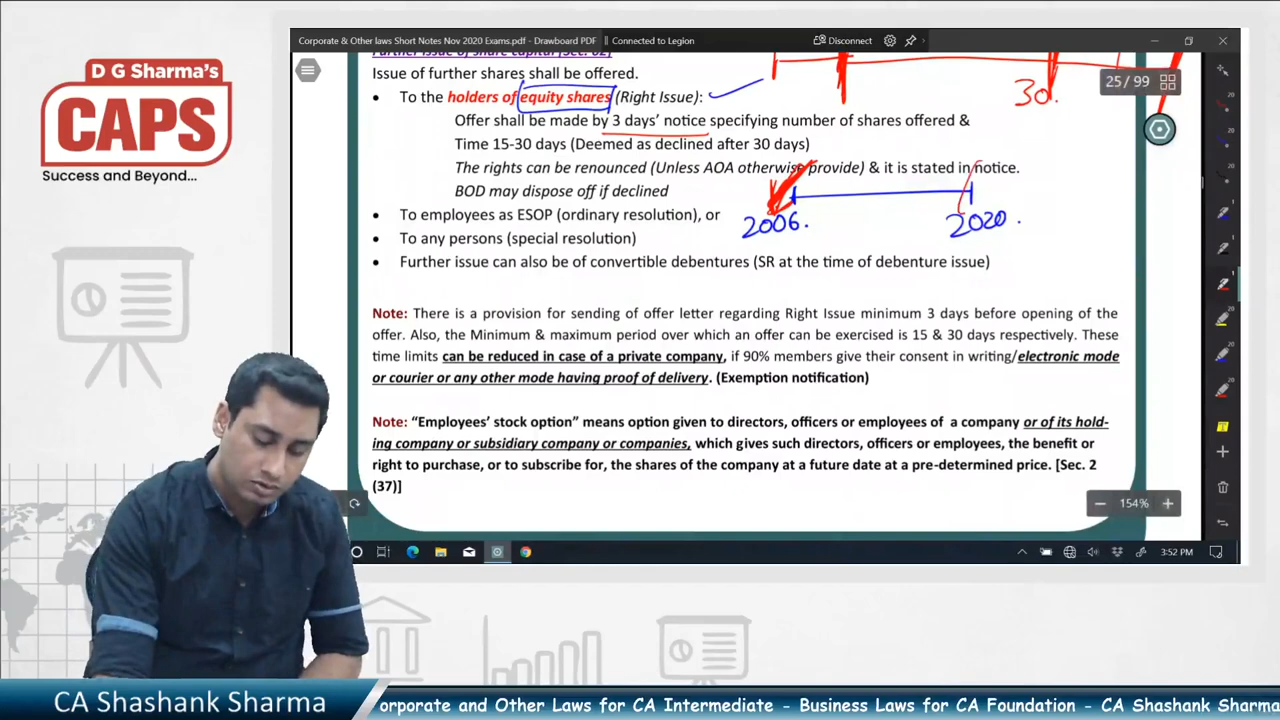 D G Sharma's
CAPS
Success and Beyond...
Corporate & Other laws Short Notes Nov 2020 Exams.pdf - Drawboard PDF
Connected to Legion
Disconnect
25 / 99
Further issue of share capital [Sec. 62]
Issue of further shares shall be offered.
• To the holders of equity shares (Right Issue):
30.
Offer shall be made by 3 days' notice specifying number of shares offered &
Time 15-30 days (Deemed as declined after 30 days)
The rights can be renounced (Unless AOA otherwise provide) & it is stated in notice.
BOD may dispose off if declined
2006.
2020.
• To employees as ESOP (ordinary resolution), or
• To any persons (special resolution)
• Further issue can also be of convertible debentures (SR at the time of debenture issue)
Note: There is a provision for sending of offer letter regarding Right Issue minimum 3 days before opening of the
offer. Also, the Minimum & maximum period over which an offer can be exercised is 15 & 30 days respectively. These
time limits can be reduced in case of a private company, if 90% members give their consent in writing/electronic mode
or courier or any other mode having proof of delivery. (Exemption notification)
Note: “Employees’ stock option” means option given to directors, officers or employees of a company or of its hold-
ing company or subsidiary company or companies, which gives such directors, officers or employees, the benefit or
right to purchase, or to subscribe for, the shares of the company at a future date at a pre-determined price. [Sec. 2
(37)]
154%
3:52 PM
CA Shashank Sharma
orporate and Other Laws for CA Intermediate - Business Laws for CA Foundation - CA Shashank Sharma